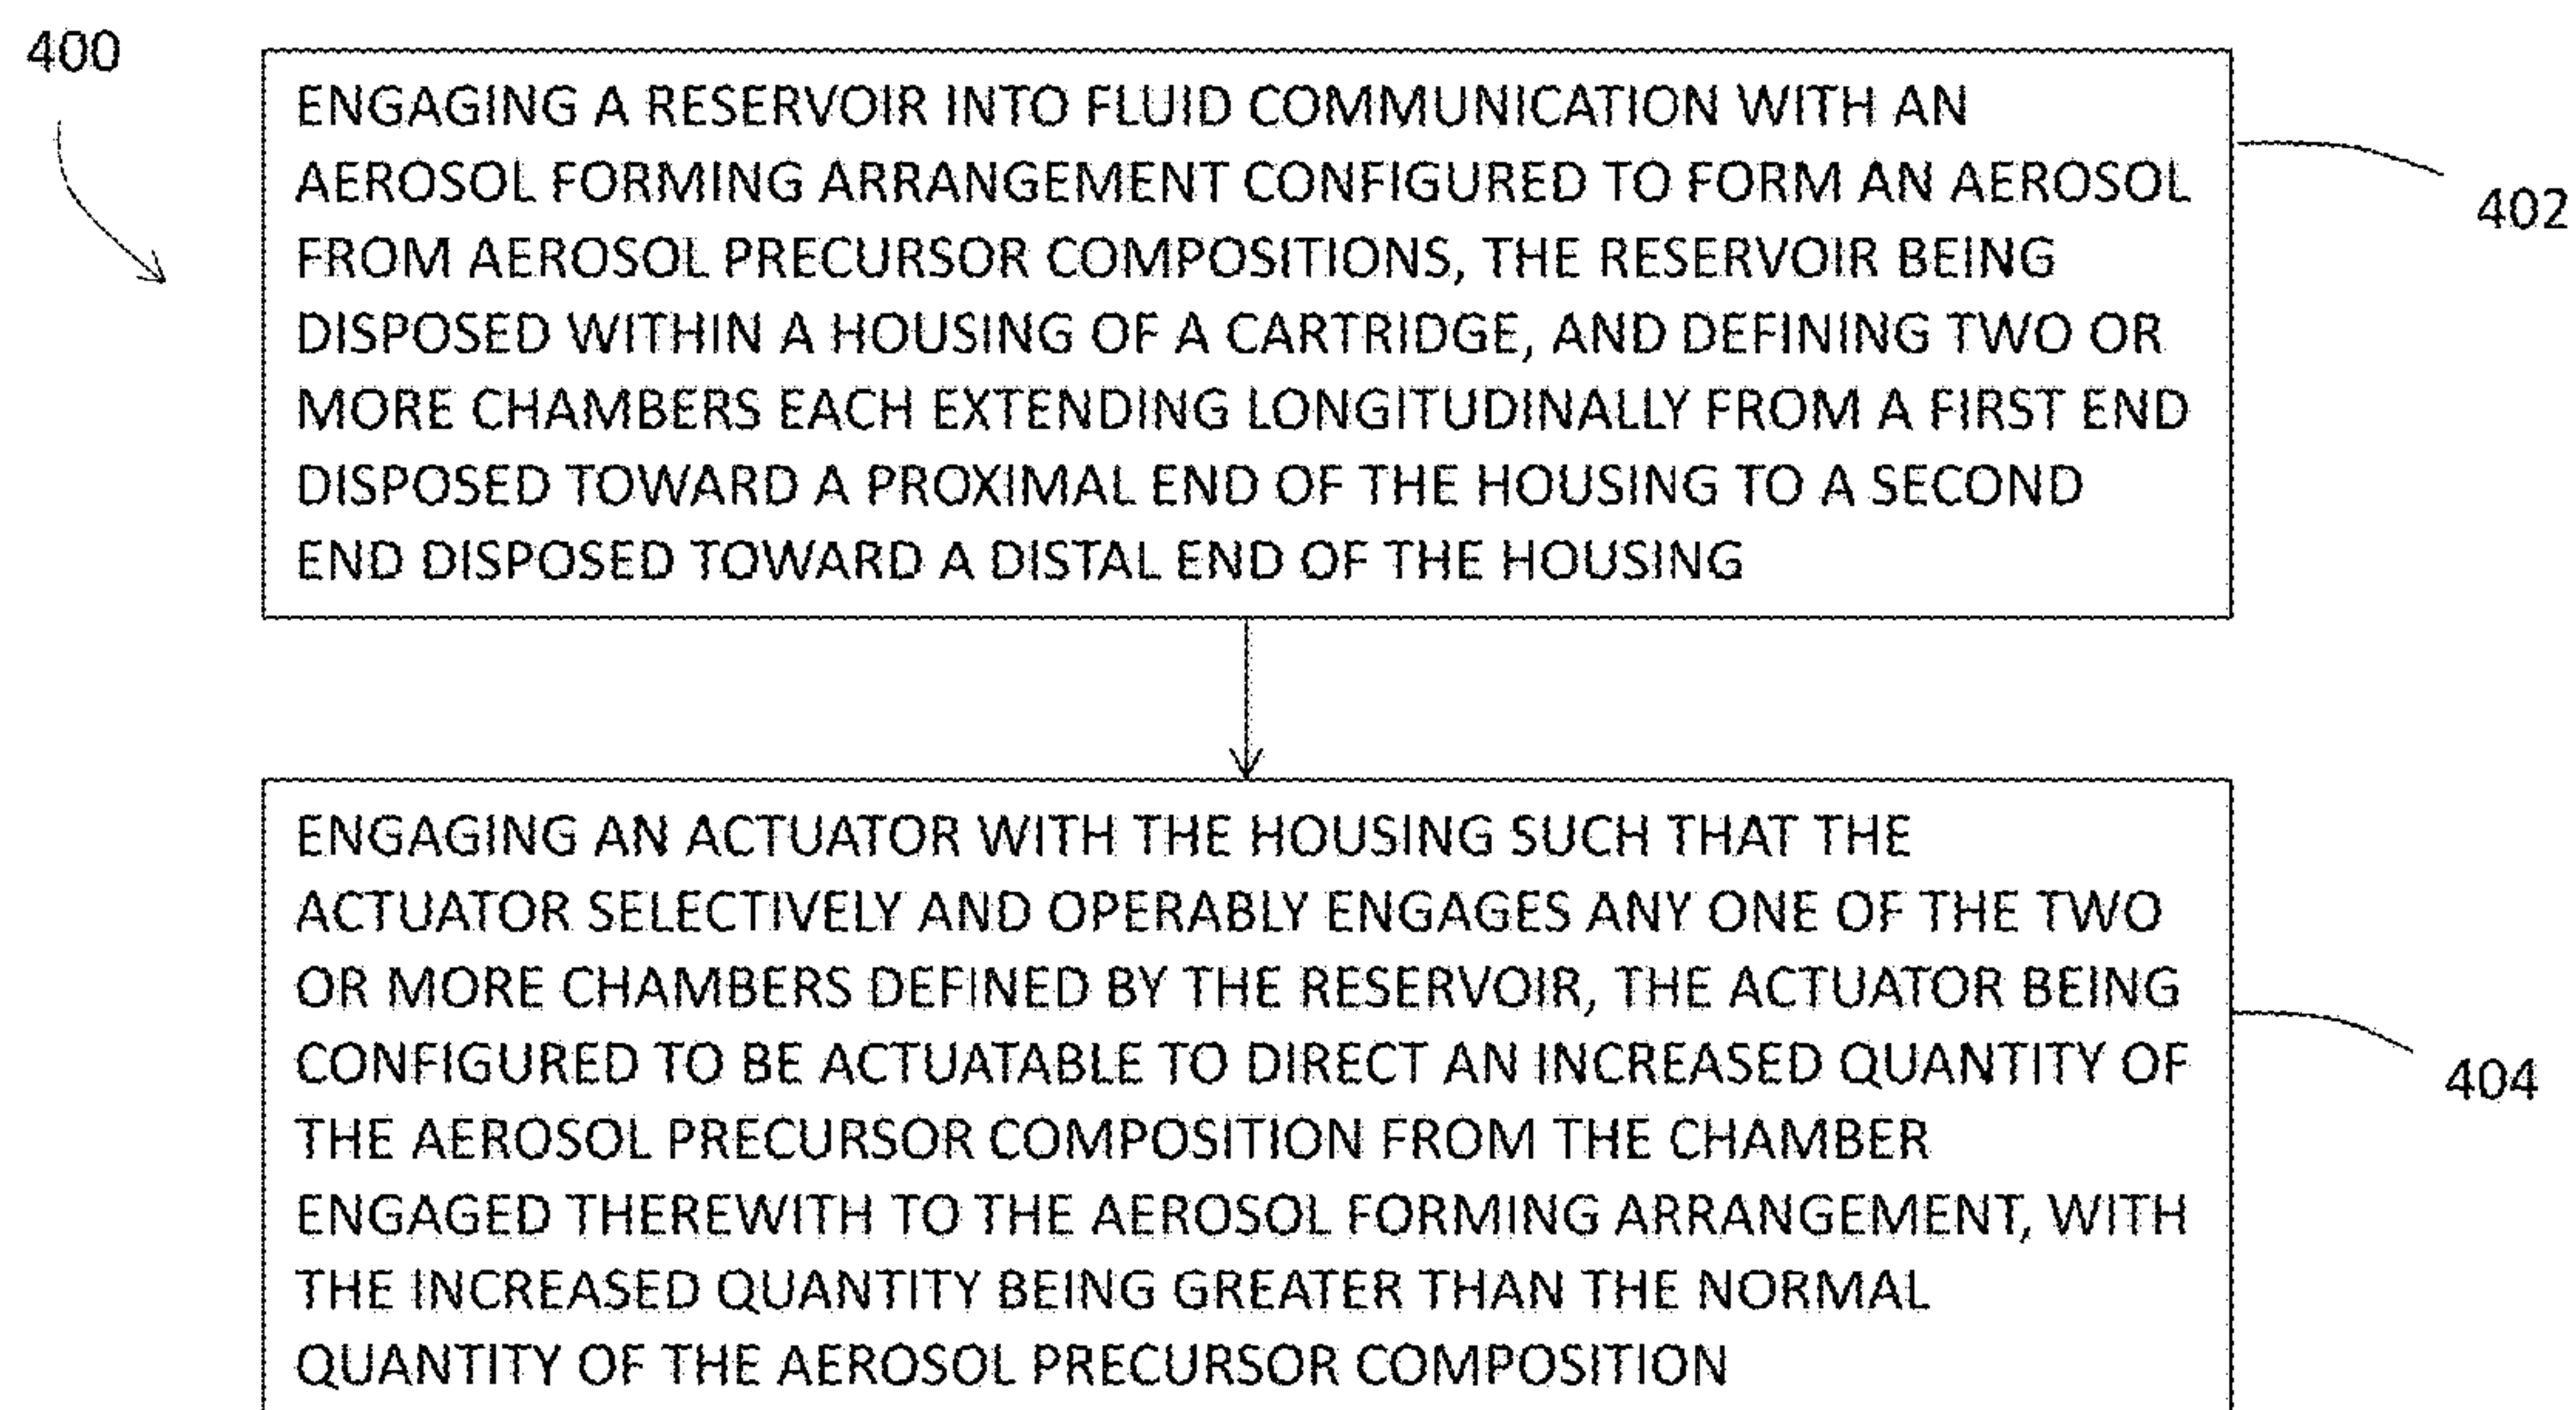 400
ENGAGING A RESERVOIR INTO FLUID COMMUNICATION WITH AN
AEROSOL FORMING ARRANGEMENT CONFIGURED TO FORM AN AEROSOL
FROM AEROSOL PRECURSOR COMPOSITIONS, THE RESERVOIR BEING
DISPOSED WITHIN A HOUSING OF A CARTRIDGE, AND DEFINING TWO OR
MORE CHAMBERS EACH EXTENDING LONGITUDINALLY FROM A FIRST END
DISPOSED TOWARD A PROXIMAL END OF THE HOUSING TO A SECOND
END DISPOSED TOWARD A DISTAL END OF THE HOUSING
402
ENGAGING AN ACTUATOR WITH THE HOUSING SUCH THAT THE
ACTUATOR SELECTIVELY AND OPERABLY ENGAGES ANY ONE OF THE TWO
OR MORE CHAMBERS DEFINED BY THE RESERVOIR, THE ACTUATOR BEING
CONFIGURED TO BE ACTUATABLE TO DIRECT AN INCREASED QUANTITY OF
THE AEROSOL PRECURSOR COMPOSITION FROM THE CHAMBER
ENGAGED THEREWITH TO THE AEROSOL FORMING ARRANGEMENT, WITH
THE INCREASED QUANTITY BEING GREATER THAN THE NORMAL
QUANTITY OF THE AEROSOL PRECURSOR COMPOSITION
404